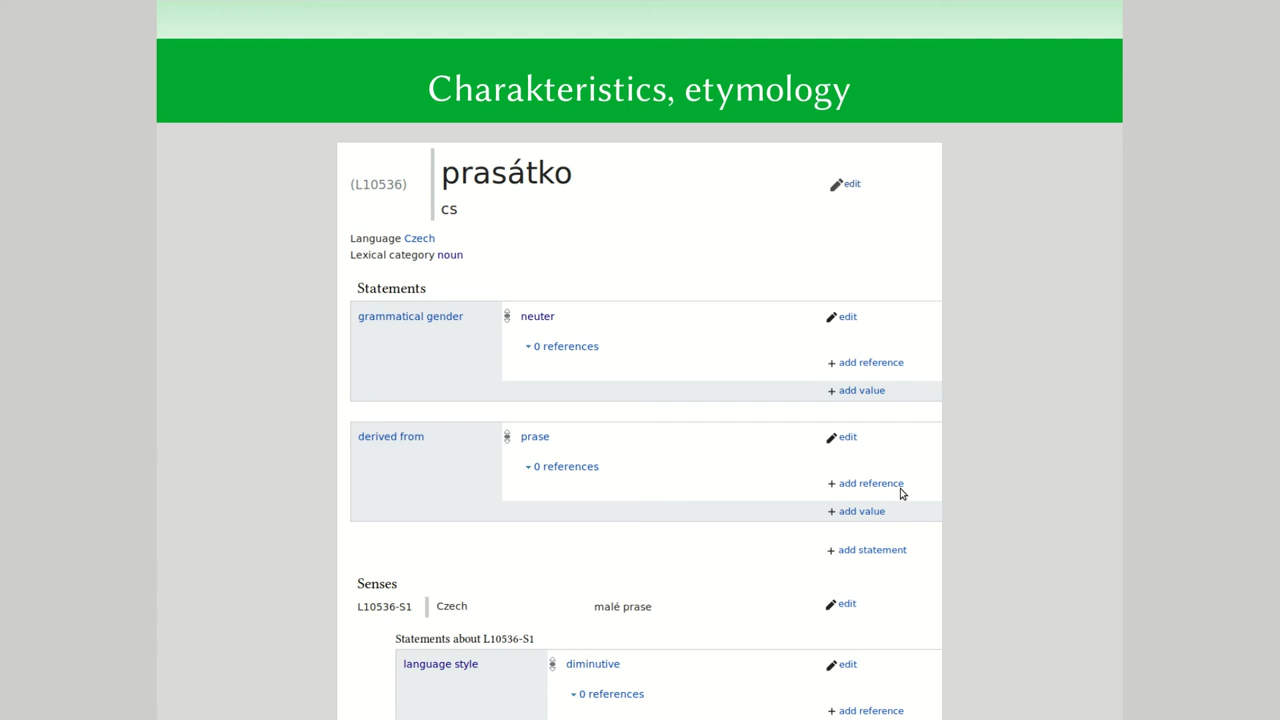 Charakteristics, etymology
(L10536)
prasátko
edit
cs
Language Czech
Lexical category noun
Statements
grammatical gender
neuter
edit
0 references
+ add reference
+ add value
derived from
prase
edit
0 references
+ add reference
+ add value
+ add statement
Senses
L10536-S1
Czech
malé prase
edit
Statements about L10536-S1
language style
diminutive
edit
0 references
+ add reference